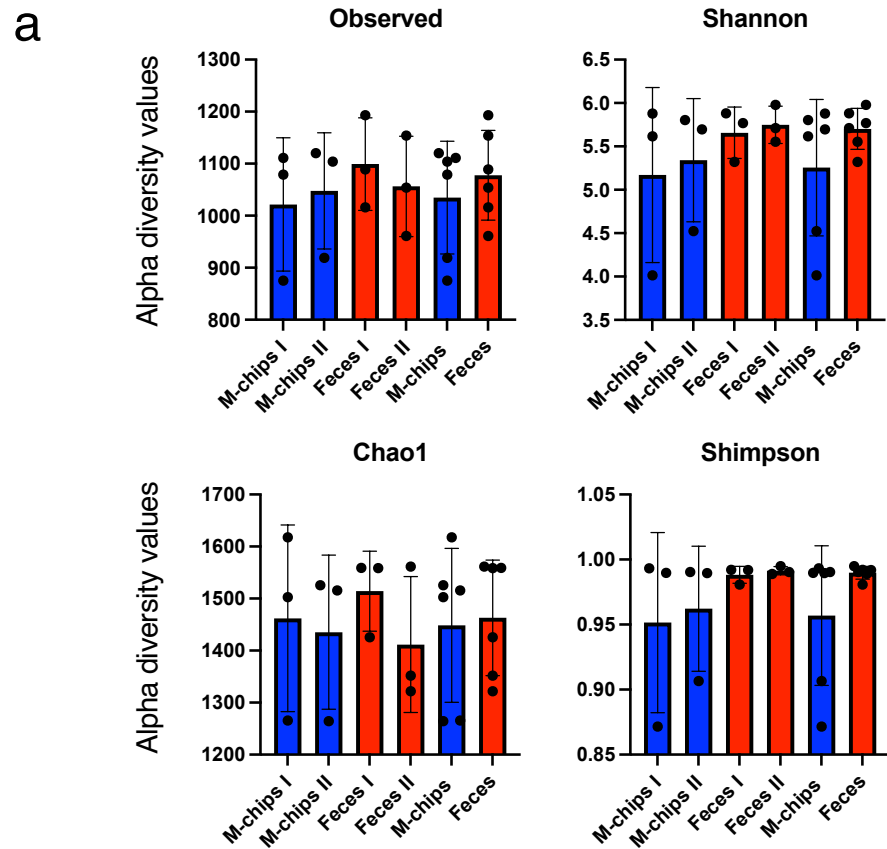 a
Observed
Shannon
Alpha diversity values
1300
1200
1100
1000
900
800
M-chips I
M-chips II
Feces I
Feces II
M-chips
Feces
6.5
6.0
5.5
5.0
4.5
4.0
3.5
M-chips I
M-chips II
Feces I
Feces II
M-chips
Feces
Chao1
Shimpson
Alpha diversity values
1700
1600
1500
1400
1300
1200
M-chips I
M-chips II
Feces I
Feces II
M-chips
Feces
1.05
1.00
0.95
0.90
0.85
M-chips I
M-chips II
Feces I
Feces II
M-chips
Feces